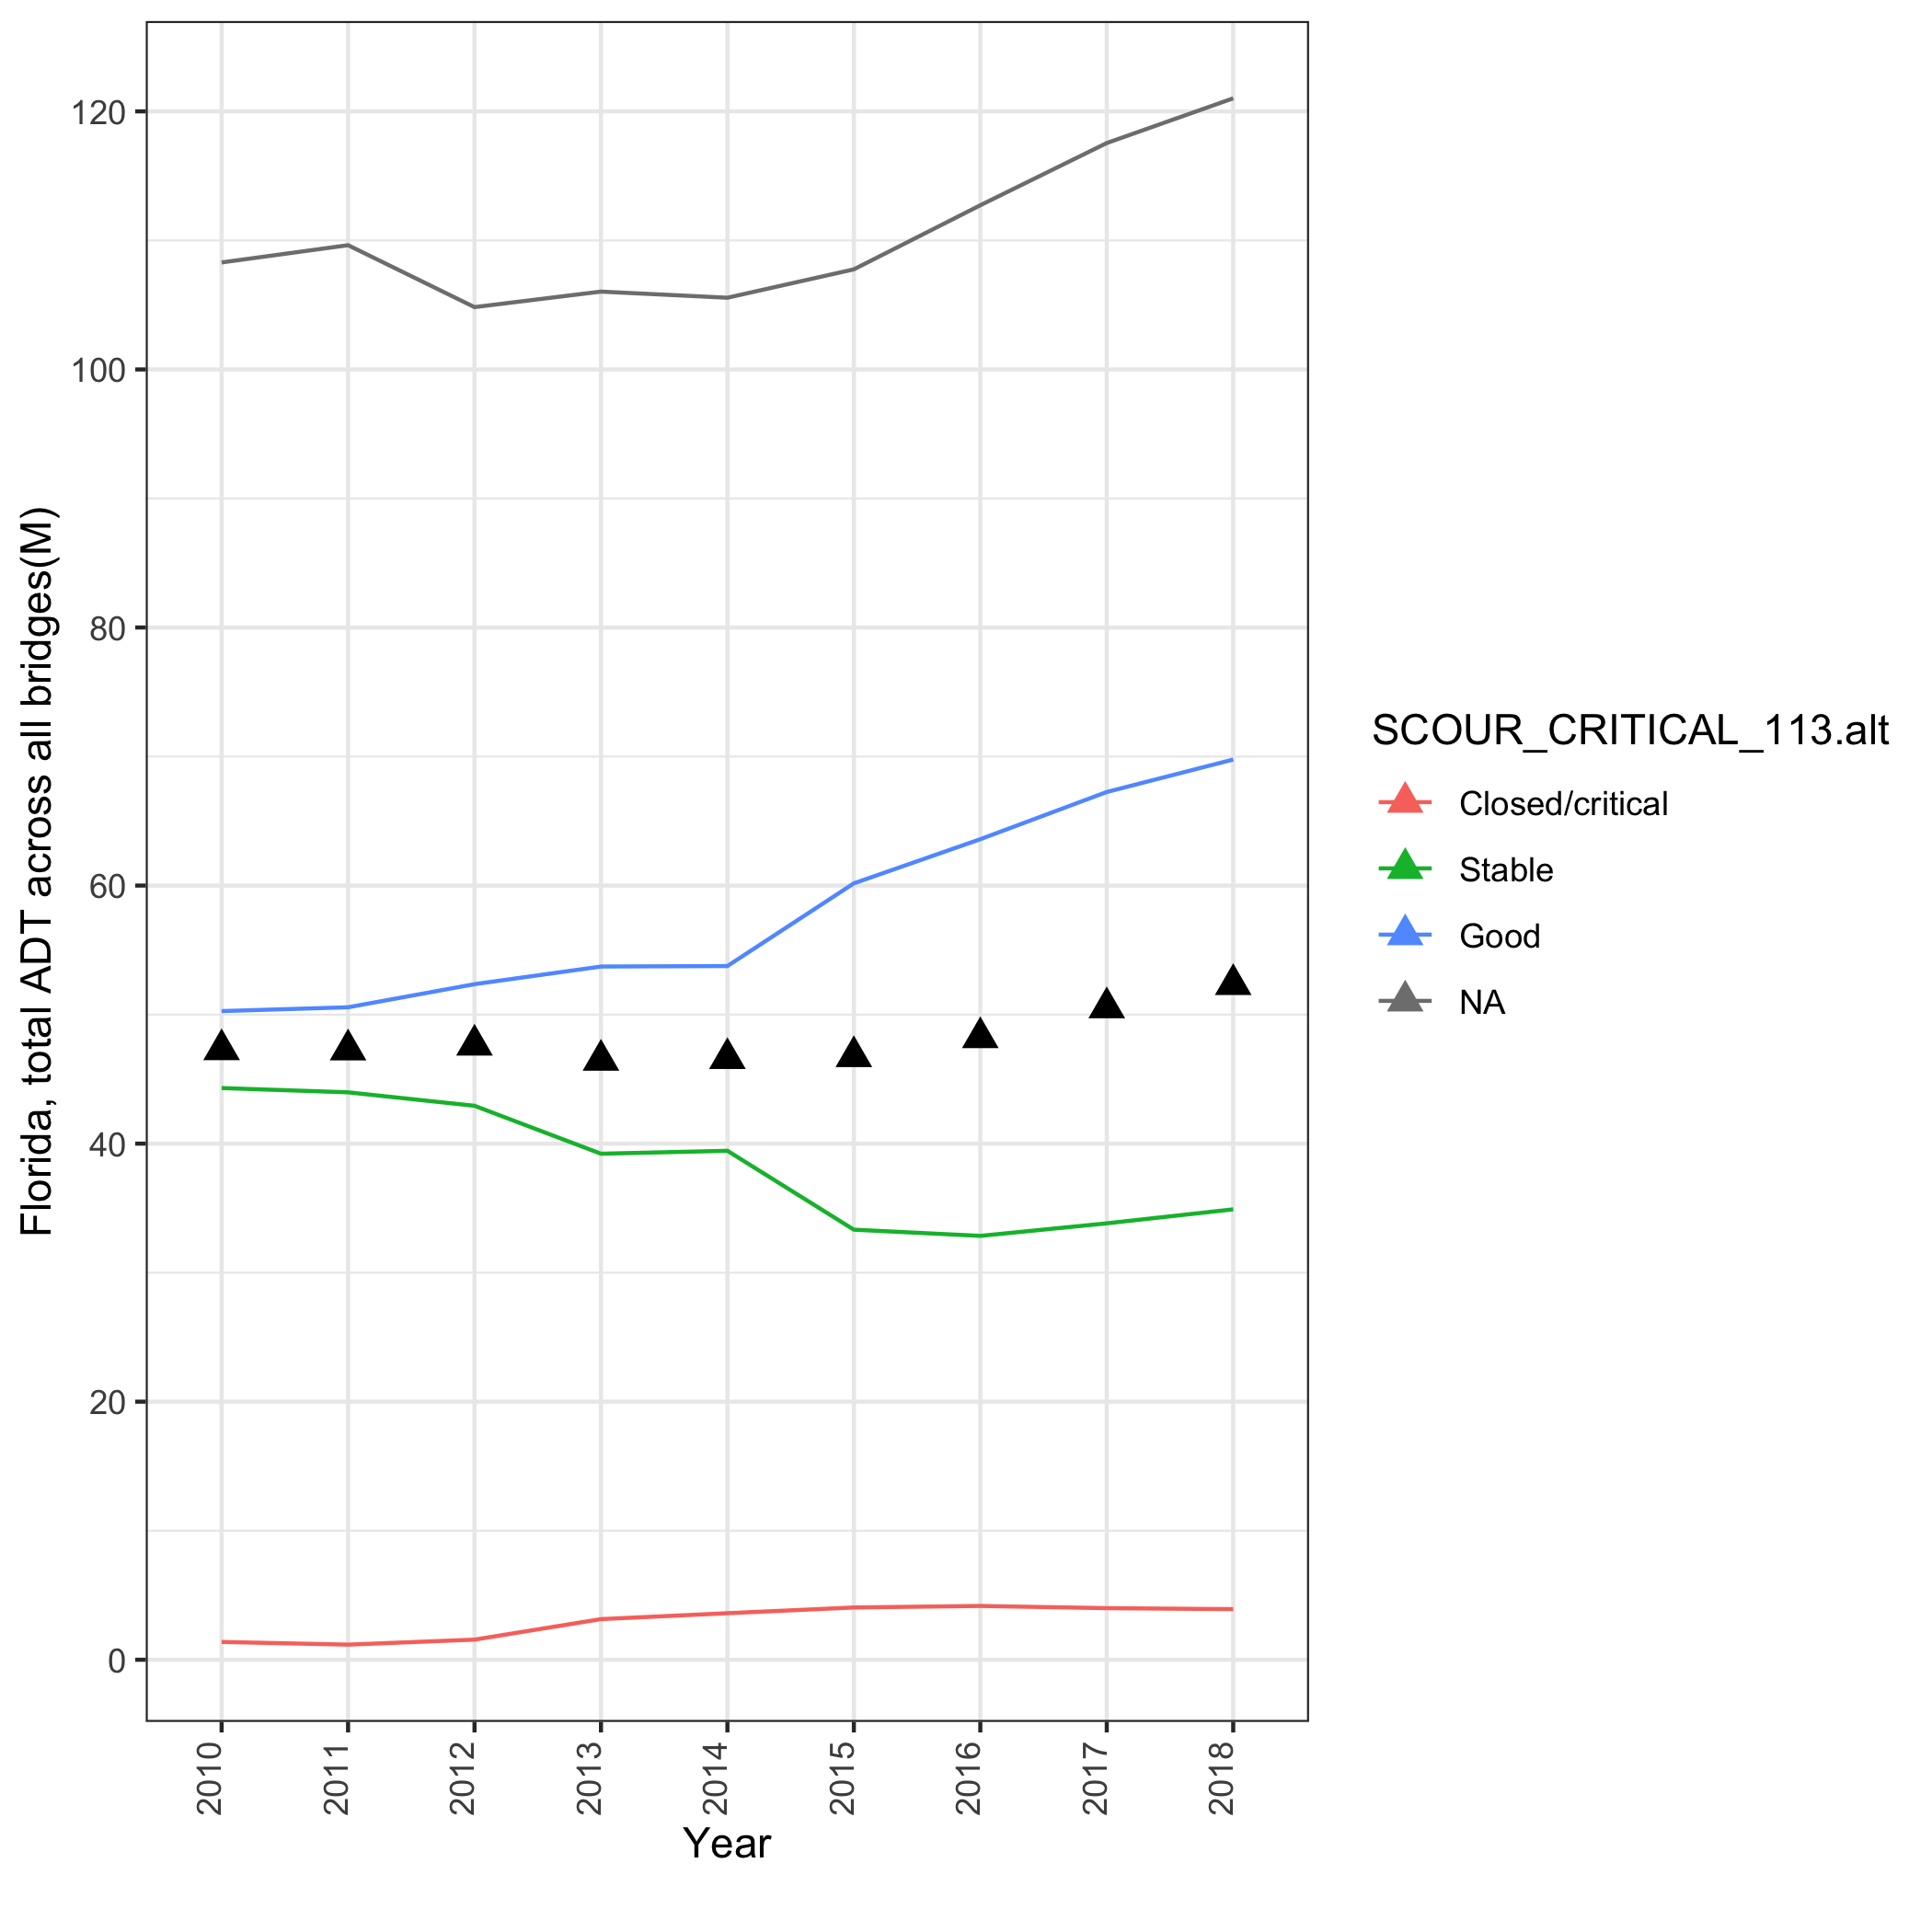 Florida, total ADT across all bridges(M)
120
100
80
60
40
20
0
2010
2011
2012
2013
2014
2015
2016
2017
2018
Year
SCOUR_CRITICAL_113.alt
Closed/critical
Stable
Good
NA